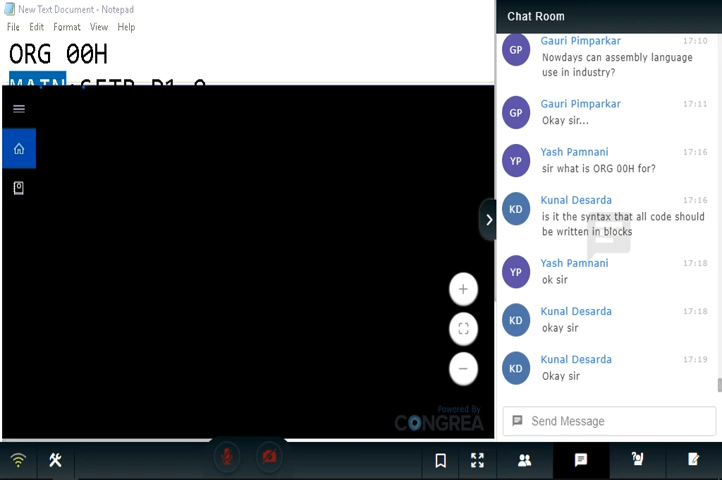 New Text Document - Notepad
File Edit Format View Help
ORG 00H
MAIN:SETB P1.0
Chat Room
GP
Gauri Pimparkar 17:10
Nowdays can assembly language
use in industry?
GP
Gauri Pimparkar 17:11
Okay sir...
YP
Yash Pamnani 17:16
sir what is ORG 00H for?
KD
Kunal Desarda 17:16
is it the syntax that all code should
be written in blocks
YP
Yash Pamnani 17:18
ok sir
KD
Kunal Desarda 17:18
okay sir
KD
Kunal Desarda 17:19
Okay sir
Powered By
CONGREA
Send Message